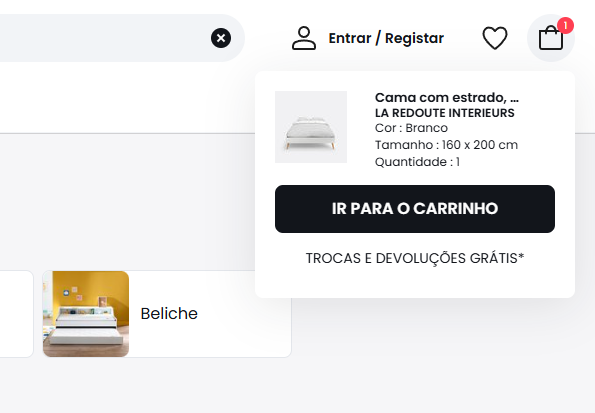 Entrar / Registar
1
Cama com estrado, ...
LA REDOUTE INTERIEURS
Cor : Branco
Tamanho : 160 x 200 cm
Quantidade : 1
IR PARA O CARRINHO
TROCAS E DEVOLUÇÕES GRÁTIS*
Beliche